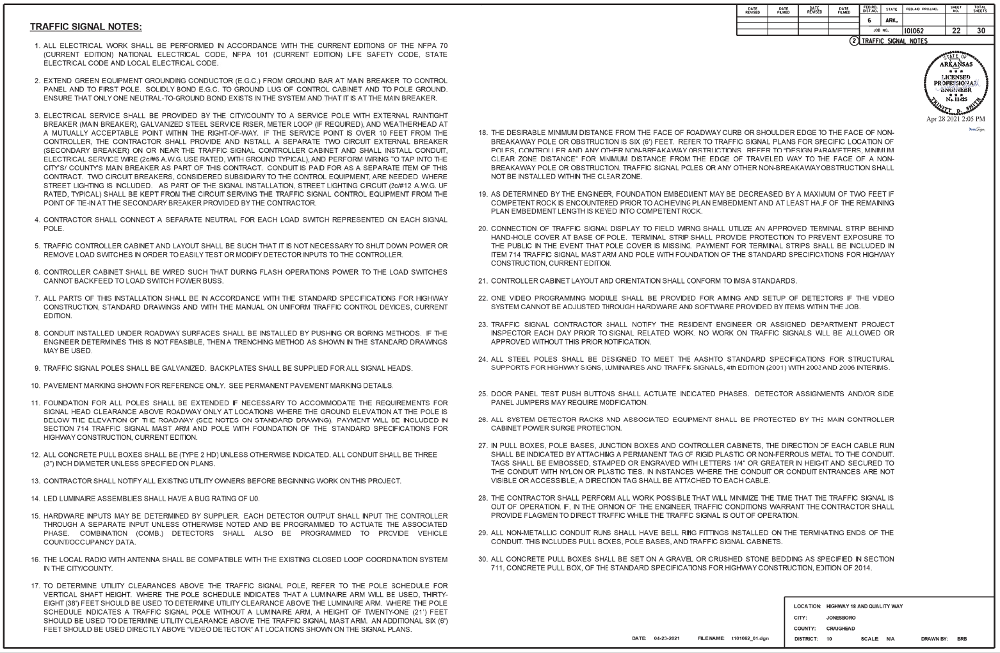 DATE REVISED
DATE FILMED
DATE REVISED
DATE FILMED
FED.RD. DIST.NO.
STATE
FED.AID PROJ.NO.
SHEET NO.
TOTAL SHEETS
6
ARK.
JOB NO.
101062
22
30
2 TRAFFIC SIGNAL NOTES
STATE OF
ARKANSAS
LICENSED
PROFESSIONAL
ENGINEER
No. 11425
TRINITY D. SMITH
Apr 28 2021 2:05 PM
DocuSign
TRAFFIC SIGNAL NOTES:
1. ALL ELECTRICAL WORK SHALL BE PERFORMED IN ACCORDANCE WITH THE CURRENT EDITIONS OF THE NFPA 70
(CURRENT EDITION) NATIONAL ELECTRICAL CODE, NFPA 101 (CURRENT EDITION) LIFE SAFETY CODE, STATE
ELECTRICAL CODE AND LOCAL ELECTRICAL CODE.
2. EXTEND GREEN EQUIPMENT GROUNDING CONDUCTOR (E.G.C.) FROM GROUND BAR AT MAIN BREAKER TO CONTROL
PANEL AND TO FIRST POLE. SOLIDLY BOND E.G.C. TO GROUND LUG OF CONTROL CABINET AND TO POLE GROUND.
ENSURE THAT ONLY ONE NEUTRAL-TO-GROUND BOND EXISTS IN THE SYSTEM AND THAT IT IS AT THE MAIN BREAKER.
3. ELECTRICAL SERVICE SHALL BE PROVIDED BY THE CITY/COUNTY TO A SERVICE POLE WITH EXTERNAL RAINTIGHT
BREAKER (MAIN BREAKER), GALVANIZED STEEL SERVICE RISER, METER LOOP (IF REQUIRED), AND WEATHERHEAD AT
A MUTUALLY ACCEPTABLE POINT WITHIN THE RIGHT-OF-WAY. IF THE SERVICE POINT IS OVER 10 FEET FROM THE
CONTROLLER, THE CONTRACTOR SHALL PROVIDE AND INSTALL A SEPARATE TWO CIRCUIT EXTERNAL BREAKER
(SECONDARY BREAKER) ON OR NEAR THE TRAFFIC SIGNAL CONTROLLER CABINET AND SHALL INSTALL CONDUIT,
ELECTRICAL SERVICE WIRE (2c/#6 A.W.G. USE RATED, WITH GROUND TYPICAL), AND PERFORM WIRING TO TAP INTO THE
CITY'S/ COUNTY'S MAIN BREAKER AS PART OF THIS CONTRACT. CONDUIT IS PAID FOR AS A SEPARATE ITEM OF THIS
CONTRACT. TWO CIRCUIT BREAKERS, CONSIDERED SUBSIDIARY TO THE CONTROL EQUIPMENT, ARE NEEDED WHERE
STREET LIGHTING IS INCLUDED. AS PART OF THE SIGNAL INSTALLATION, STREET LIGHTING CIRCUIT (2c/#12 A.W.G. UF
RATED, TYPICAL) SHALL BE KEPT FROM THE CIRCUIT SERVING THE TRAFFIC SIGNAL CONTROL EQUIPMENT FROM THE
POINT OF TIE-IN AT THE SECONDARY BREAKER PROVIDED BY THE CONTRACTOR.
4. CONTRACTOR SHALL CONNECT A SEPARATE NEUTRAL FOR EACH LOAD SWITCH REPRESENTED ON EACH SIGNAL
POLE.
5. TRAFFIC CONTROLLER CABINET AND LAYOUT SHALL BE SUCH THAT IT IS NOT NECESSARY TO SHUT DOWN POWER OR
REMOVE LOAD SWITCHES IN ORDER TO EASILY TEST OR MODIFY DETECTOR INPUTS TO THE CONTROLLER.
6. CONTROLLER CABINET SHALL BE WIRED SUCH THAT DURING FLASH OPERATIONS POWER TO THE LOAD SWITCHES
CANNOT BACKFEED TO LOAD SWITCH POWER BUSS.
7. ALL PARTS OF THIS INSTALLATION SHALL BE IN ACCORDANCE WITH THE STANDARD SPECIFICATIONS FOR HIGHWAY
CONSTRUCTION, STANDARD DRAWINGS AND WITH THE MANUAL ON UNIFORM TRAFFIC CONTROL DEVICES, CURRENT
EDITION.
8. CONDUIT INSTALLED UNDER ROADWAY SURFACES SHALL BE INSTALLED BY PUSHING OR BORING METHODS. IF THE
ENGINEER DETERMINES THIS IS NOT FEASIBLE, THEN A TRENCHING METHOD AS SHOWN IN THE STANDARD DRAWINGS
MAY BE USED.
9. TRAFFIC SIGNAL POLES SHALL BE GALVANIZED. BACKPLATES SHALL BE SUPPLIED FOR ALL SIGNAL HEADS.
10. PAVEMENT MARKING SHOWN FOR REFERENCE ONLY. SEE PERMANENT PAVEMENT MARKING DETAILS.
11. FOUNDATION FOR ALL POLES SHALL BE EXTENDED IF NECESSARY TO ACCOMMODATE THE REQUIREMENTS FOR
SIGNAL HEAD CLEARANCE ABOVE ROADWAY ONLY AT LOCATIONS WHERE THE GROUND ELEVATION AT THE POLE IS
BELOW THE ELEVATION OF THE ROADWAY (SEE NOTES ON STANDARD DRAWING). PAYMENT WILL BE INCLUDED IN
SECTION 714 TRAFFIC SIGNAL MAST ARM AND POLE WITH FOUNDATION OF THE STANDARD SPECIFICATIONS FOR
HIGHWAY CONSTRUCTION, CURRENT EDITION.
12. ALL CONCRETE PULL BOXES SHALL BE (TYPE 2 HD) UNLESS OTHERWISE INDICATED. ALL CONDUIT SHALL BE THREE
(3") INCH DIAMETER UNLESS SPECIFIED ON PLANS.
13. CONTRACTOR SHALL NOTIFY ALL EXISTING UTILITY OWNERS BEFORE BEGINNING WORK ON THIS PROJECT.
14. LED LUMINAIRE ASSEMBLIES SHALL HAVE A BUG RATING OF U0.
15. HARDWARE INPUTS MAY BE DETERMINED BY SUPPLIER. EACH DETECTOR OUTPUT SHALL INPUT THE CONTROLLER
THROUGH A SEPARATE INPUT UNLESS OTHERWISE NOTED AND BE PROGRAMMED TO ACTUATE THE ASSOCIATED
PHASE. COMBINATION (COMB.) DETECTORS SHALL ALSO BE PROGRAMMED TO PROVIDE VEHICLE
COUNT/OCCUPANCY DATA.
16. THE LOCAL RADIO WITH ANTENNA SHALL BE COMPATIBLE WITH THE EXISTING CLOSED LOOP COORDINATION SYSTEM
IN THE CITY/COUNTY.
17. TO DETERMINE UTILITY CLEARANCES ABOVE THE TRAFFIC SIGNAL POLE, REFER TO THE POLE SCHEDULE FOR
VERTICAL SHAFT HEIGHT. WHERE THE POLE SCHEDULE INDICATES THAT A LUMINAIRE ARM WILL BE USED, THIRTY-
EIGHT (38') FEET SHOULD BE USED TO DETERMINE UTILITY CLEARANCE ABOVE THE LUMINAIRE ARM. WHERE THE POLE
SCHEDULE INDICATES A TRAFFIC SIGNAL POLE WITHOUT A LUMINAIRE ARM, A HEIGHT OF TWENTY-ONE (21') FEET
SHOULD BE USED TO DETERMINE UTILITY CLEARANCE ABOVE THE TRAFFIC SIGNAL MAST ARM. AN ADDITIONAL SIX (6')
FEET SHOULD BE USED DIRECTLY ABOVE "VIDEO DETECTOR" AT LOCATIONS SHOWN ON THE SIGNAL PLANS.
18. THE DESIRABLE MINIMUM DISTANCE FROM THE FACE OF ROADWAY CURB OR SHOULDER EDGE TO THE FACE OF NON-
BREAKAWAY POLE OR OBSTRUCTION IS SIX (6') FEET. REFER TO TRAFFIC SIGNAL PLANS FOR SPECIFIC LOCATION OF
POLES, CONTROLLER AND ANY OTHER NON-BREAKAWAY OBSTRUCTIONS. REFER TO "DESIGN PARAMETERS, MINIMUM
CLEAR ZONE DISTANCE" FOR MINIMUM DISTANCE FROM THE EDGE OF TRAVELED WAY TO THE FACE OF A NON-
BREAKAWAY POLE OR OBSTRUCTION. TRAFFIC SIGNAL POLES OR ANY OTHER NON-BREAKAWAY OBSTRUCTION SHALL
NOT BE INSTALLED WITHIN THE CLEAR ZONE.
19. AS DETERMINED BY THE ENGINEER, FOUNDATION EMBEDMENT MAY BE DECREASED BY A MAXIMUM OF TWO FEET IF
COMPETENT ROCK IS ENCOUNTERED PRIOR TO ACHIEVING PLAN EMBEDMENT AND AT LEAST HALF OF THE REMAINING
PLAN EMBEDMENT LENGTH IS KEYED INTO COMPETENT ROCK.
20. CONNECTION OF TRAFFIC SIGNAL DISPLAY TO FIELD WIRING SHALL UTILIZE AN APPROVED TERMINAL STRIP BEHIND
HAND-HOLE COVER AT BASE OF POLE. TERMINAL STRIP SHALL PROVIDE PROTECTION TO PREVENT EXPOSURE TO
THE PUBLIC IN THE EVENT THAT POLE COVER IS MISSING. PAYMENT FOR TERMINAL STRIPS SHALL BE INCLUDED IN
ITEM 714 TRAFFIC SIGNAL MAST ARM AND POLE WITH FOUNDATION OF THE STANDARD SPECIFICATIONS FOR HIGHWAY
CONSTRUCTION, CURRENT EDITION.
21. CONTROLLER CABINET LAYOUT AND ORIENTATION SHALL CONFORM TO IMSA STANDARDS.
22. ONE VIDEO PROGRAMMING MODULE SHALL BE PROVIDED FOR AIMING AND SETUP OF DETECTORS IF THE VIDEO
SYSTEM CANNOT BE ADJUSTED THROUGH HARDWARE AND SOFTWARE PROVIDED BY ITEMS WITHIN THE JOB.
23. TRAFFIC SIGNAL CONTRACTOR SHALL NOTIFY THE RESIDENT ENGINEER OR ASSIGNED DEPARTMENT PROJECT
INSPECTOR EACH DAY PRIOR TO SIGNAL RELATED WORK. NO WORK ON TRAFFIC SIGNALS WILL BE ALLOWED OR
APPROVED WITHOUT THIS PRIOR NOTIFICATION.
24. ALL STEEL POLES SHALL BE DESIGNED TO MEET THE AASHTO STANDARD SPECIFICATIONS FOR STRUCTURAL
SUPPORTS FOR HIGHWAY SIGNS, LUMINAIRES AND TRAFFIC SIGNALS, 4th EDITION (2001) WITH 2003 AND 2006 INTERIMS.
25. DOOR PANEL TEST PUSH BUTTONS SHALL ACTUATE INDICATED PHASES. DETECTOR ASSIGNMENTS AND/OR SIDE
PANEL JUMPERS MAY REQUIRE MODIFICATION.
26. ALL SYSTEM DETECTOR RACKS AND ASSOCIATED EQUIPMENT SHALL BE PROTECTED BY THE MAIN CONTROLLER
CABINET POWER SURGE PROTECTION.
27. IN PULL BOXES, POLE BASES, JUNCTION BOXES AND CONTROLLER CABINETS, THE DIRECTION OF EACH CABLE RUN
SHALL BE INDICATED BY ATTACHING A PERMANENT TAG OF RIGID PLASTIC OR NON-FERROUS METAL TO THE CONDUIT.
TAGS SHALL BE EMBOSSED, STAMPED OR ENGRAVED WITH LETTERS 1/4" OR GREATER IN HEIGHT AND SECURED TO
THE CONDUIT WITH NYLON OR PLASTIC TIES. IN INSTANCES WHERE THE CONDUIT OR CONDUIT ENTRANCES ARE NOT
VISIBLE OR ACCESSIBLE, A DIRECTION TAG SHALL BE ATTACHED TO EACH CABLE.
28. THE CONTRACTOR SHALL PERFORM ALL WORK POSSIBLE THAT WILL MINIMIZE THE TIME THAT THE TRAFFIC SIGNAL IS
OUT OF OPERATION. IF, IN THE OPINION OF THE ENGINEER, TRAFFIC CONDITIONS WARRANT THE CONTRACTOR SHALL
PROVIDE FLAGMEN TO DIRECT TRAFFIC WHILE THE TRAFFIC SIGNAL IS OUT OF OPERATION.
29. ALL NON-METALLIC CONDUIT RUNS SHALL HAVE BELL RING FITTINGS INSTALLED ON THE TERMINATING ENDS OF THE
CONDUIT. THIS INCLUDES PULL BOXES, POLE BASES, AND TRAFFIC SIGNAL CABINETS.
30. ALL CONCRETE PULL BOXES SHALL BE SET ON A GRAVEL OR CRUSHED STONE BEDDING AS SPECIFIED IN SECTION
711, CONCRETE PULL BOX, OF THE STANDARD SPECIFICATIONS FOR HIGHWAY CONSTRUCTION, EDITION OF 2014.
LOCATION: HIGHWAY 18 AND QUALITY WAY
CITY: JONESBORO
COUNTY: CRAIGHEAD
DISTRICT: 10 SCALE: N/A DRAWN BY: BRB
DATE: 04-23-2021 FILE NAME: t101062_01.dgn